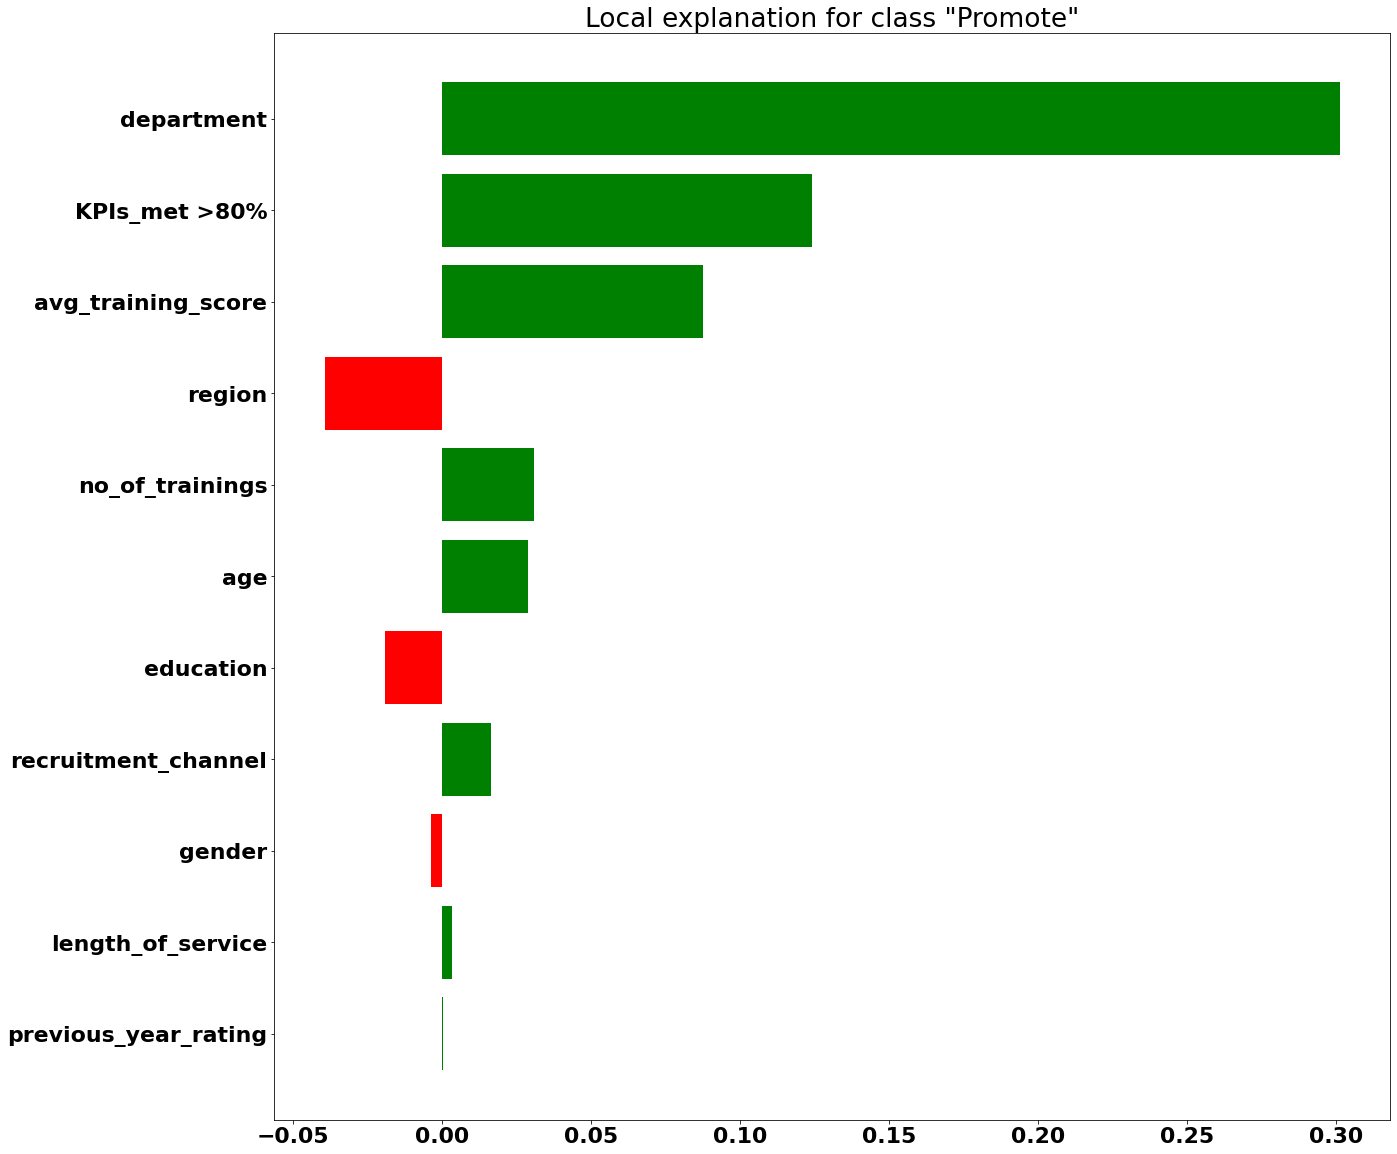 Local explanation for class "Promote"
department
KPIs_met >80%
avg_training_score
region
no_of_trainings
age
education
recruitment_channel
gender
length_of_service
previous_year_rating
−0.05 0.00 0.05 0.10 0.15 0.20 0.25 0.30